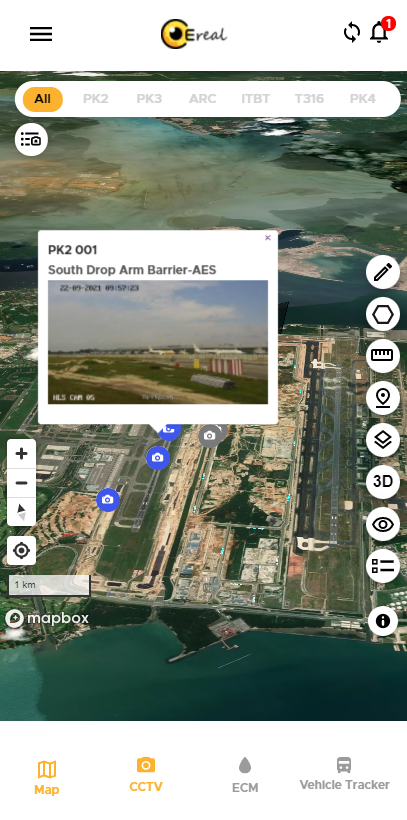 Ereal
1
All PK2 PK3 ARC ITBT T316 PK4
PK2 001
South Drop Arm Barrier-AES
22-09-2021 09:57:23
HLS CAM 05
3D
1 km
mapbox
Map CCTV ECM Vehicle Tracker